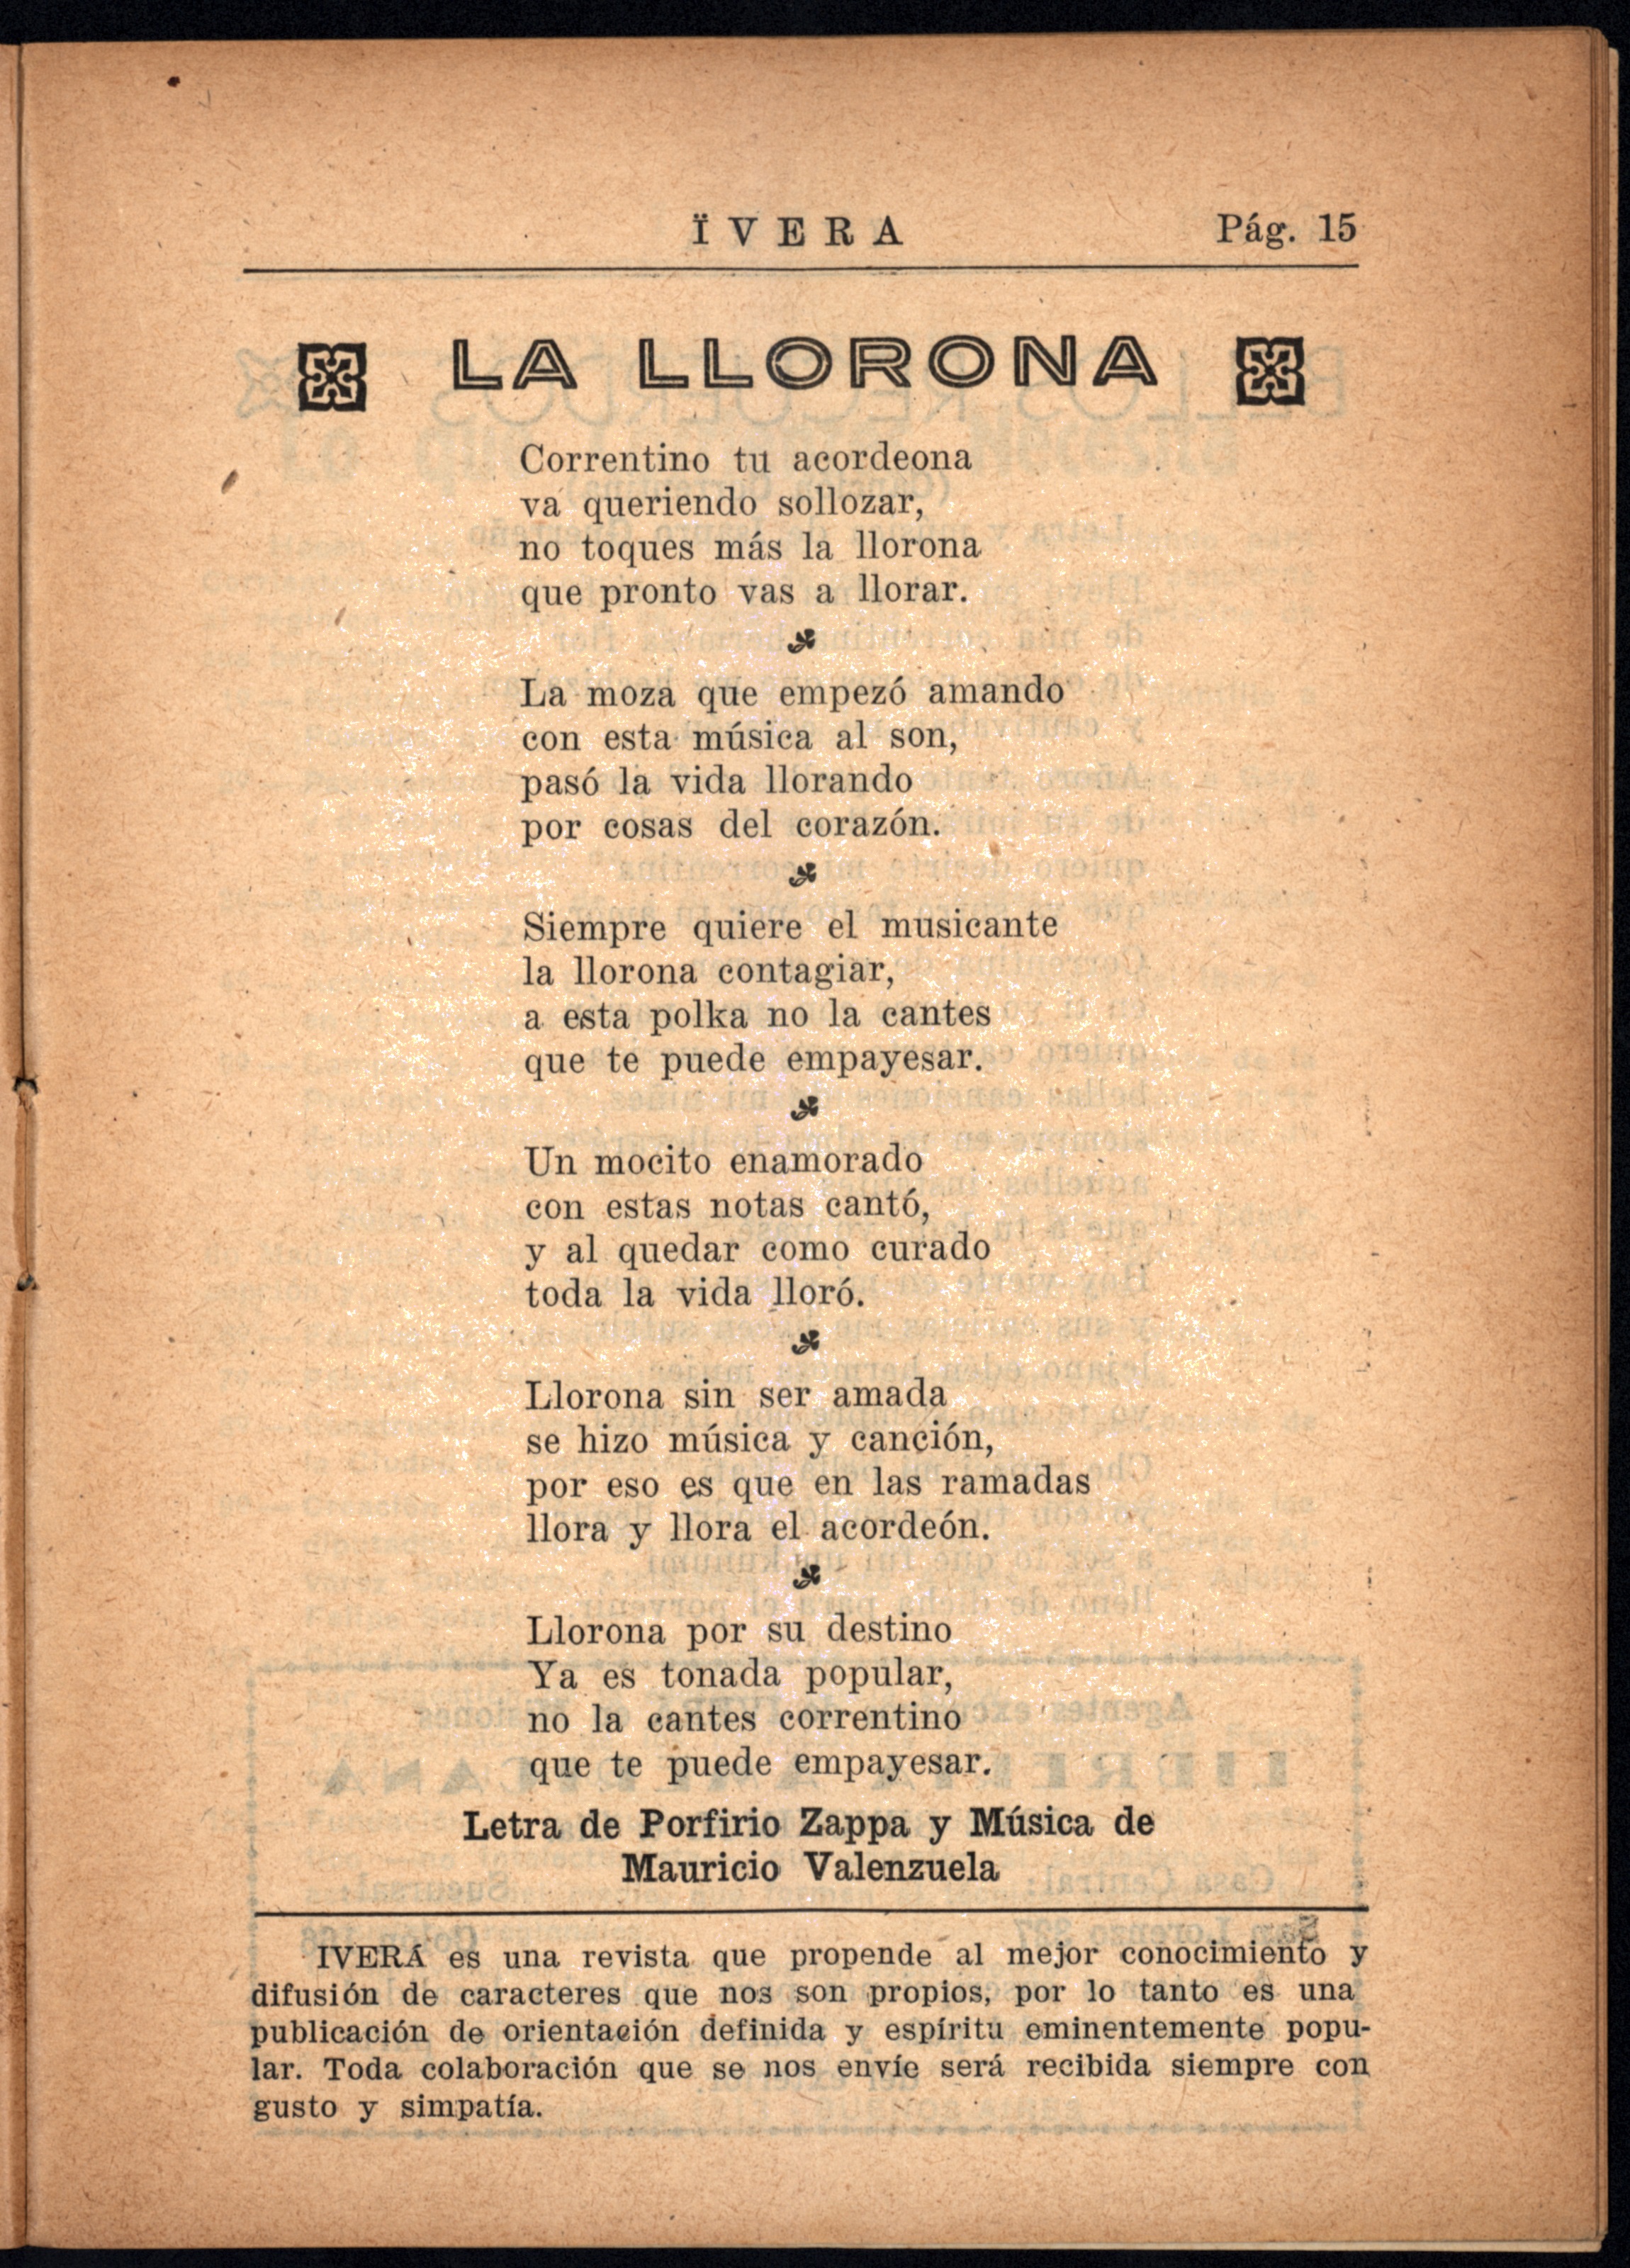 ÏVERA Pág. 15
LA LLORONA
Correntino tu acordeona
va queriendo sollozar,
no toques más la llorona
que pronto vas a llorar.
La moza que empezó amando
con esta música al son,
pasó la vida llorando
por cosas del corazón.
Siempre quiere el musicante
la llorona contagiar,
a esta polka no la cantes
que te puede empayesar.
Un mocito enamorado
con estas notas cantó,
y al quedar como curado
toda la vida lloró.
Llorona sin ser amada
se hizo música y canción,
por eso es que en las ramadas
llora y llora el acordeón.
Llorona por su destino
Ya es tonada popular,
no la cantes correntino
que te puede empayesar.
Letra de Porfirio Zappa y Música de
Mauricio Valenzuela
IVERÁ es una revista que propende al mejor conocimiento y
difusión de caracteres que nos son propios, por lo tanto es una
publicación de orientación definida y espíritu eminentemente popu-
lar. Toda colaboración que se nos envíe será recibida siempre con
gusto y simpatía.